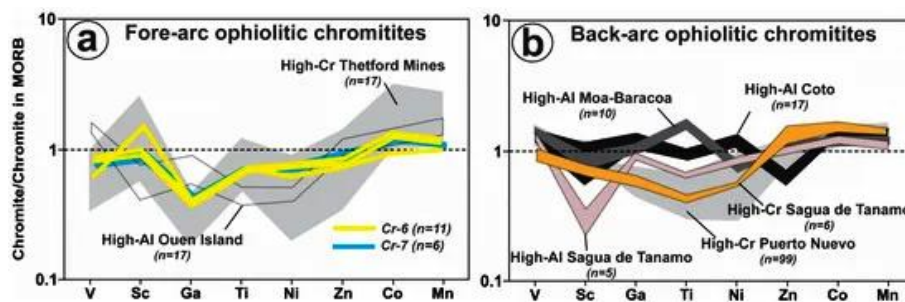 Chromite/Chromite in MORB
10
1
0.1
a Fore-arc ophiolitic chromitites
High-Cr Thetford Mines
(n=17)
High-Al Ouen Island
(n=17)
Cr-6 (n=11)
Cr-7 (n=6)
V Sc Ga Ti Ni Zn Co Mn
10
1
0.1
b Back-arc ophiolitic chromitites
High-Al Moa-Baracoa
(n=10)
High-Al Coto
(n=17)
High-Cr Sagua de Tanamo
(n=6)
High-Cr Puerto Nuevo
(n=99)
High-Al Sagua de Tanamo
(n=5)
V Sc Ga Ti Ni Zn Co Mn